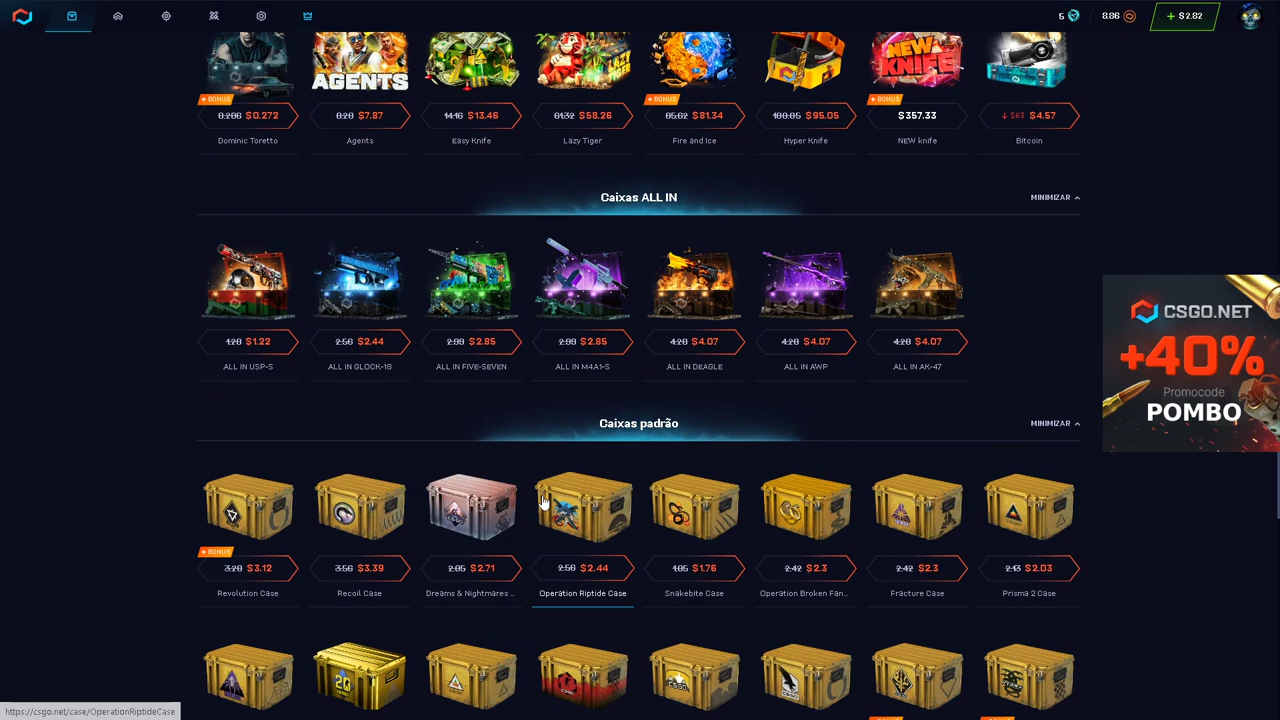 5
8.86
+ $2.82
AGENTS
LAZY TIGER
NEW KNIFE
+ BONUS
+ BONUS
+ BONUS
0.286 $0.272
8.28 $7.87
14.16 $13.46
61.32 $58.26
85.62 $81.34
100.05 $95.05
$357.33
↓ $63 $4.57
Dominic Toretto
Agents
Easy Knife
Lazy Tiger
Fire and Ice
Hyper Knife
NEW knife
Bitcoin
Caixas ALL IN
MINIMIZAR
CSGO.NET
+40%
Promocode
POMBO
1.28 $1.22
2.56 $2.44
2.99 $2.85
2.99 $2.85
4.28 $4.07
4.28 $4.07
4.28 $4.07
ALL IN USP-S
ALL IN GLOCK-18
ALL IN FIVE-SEVEN
ALL IN M4A1-S
ALL IN DEAGLE
ALL IN AWP
ALL IN AK-47
Caixas padrão
MINIMIZAR
+ BONUS
3.28 $3.12
3.56 $3.39
2.85 $2.71
2.56 $2.44
1.85 $1.76
2.42 $2.3
2.42 $2.3
2.13 $2.03
Revolution Case
Recoil Case
Dreams & Nightmares ...
Operation Riptide Case
Snakebite Case
Operation Broken Fan...
Fracture Case
Prisma 2 Case
https://csgo.net/case/OperationRiptideCase